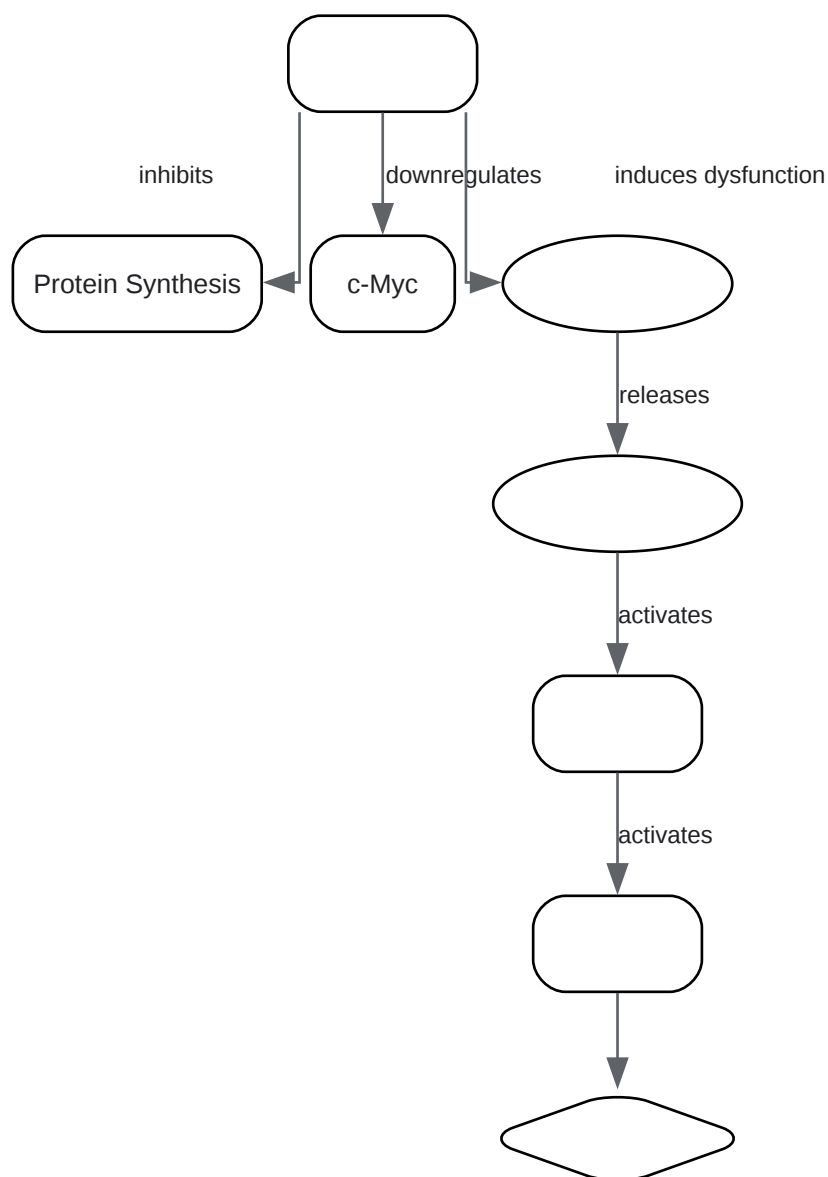 inhibits
downregulates
induces dysfunction
Protein Synthesis
c-Myc
releases
activates
activates